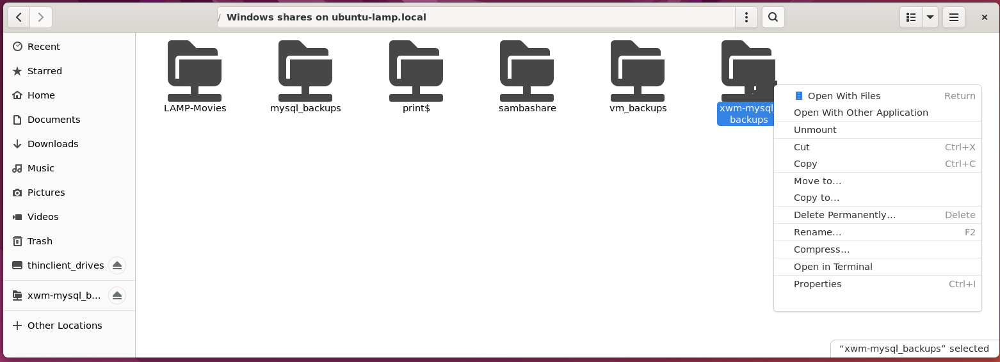 / Windows shares on ubuntu-lamp.local
Recent
Starred
Home
Documents
Downloads
Music
Pictures
Videos
Trash
thinclient_drives
xwm-mysql_b...
Other Locations
LAMP-Movies
mysql_backups
print$
sambashare
vm_backups
xwm-mysql_
backups
Open With Files Return
Open With Other Application
Unmount
Cut Ctrl+X
Copy Ctrl+C
Move to...
Copy to...
Delete Permanently... Delete
Rename... F2
Compress...
Open in Terminal
Properties Ctrl+I
“xwm-mysql_backups” selected